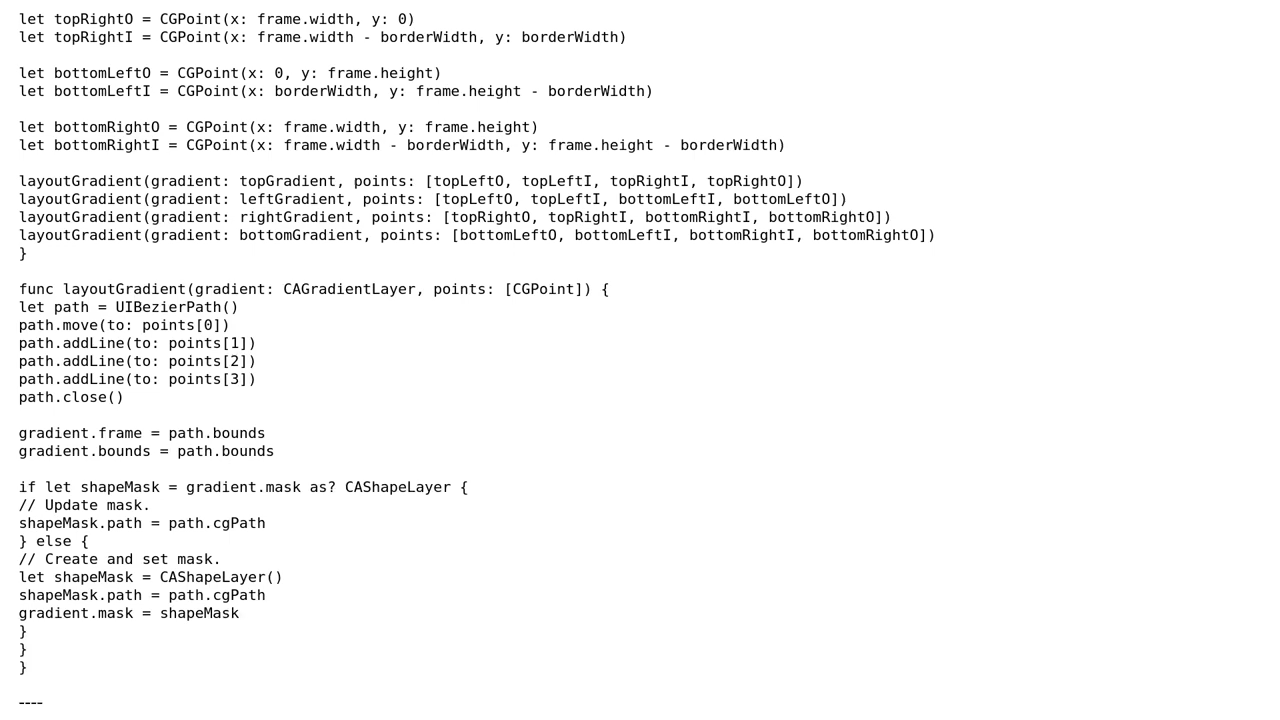 let topRightO = CGPoint(x: frame.width, y: 0)
let topRightI = CGPoint(x: frame.width - borderWidth, y: borderWidth)

let bottomLeftO = CGPoint(x: 0, y: frame.height)
let bottomLeftI = CGPoint(x: borderWidth, y: frame.height - borderWidth)

let bottomRightO = CGPoint(x: frame.width, y: frame.height)
let bottomRightI = CGPoint(x: frame.width - borderWidth, y: frame.height - borderWidth)

layoutGradient(gradient: topGradient, points: [topLeftO, topLeftI, topRightI, topRightO])
layoutGradient(gradient: leftGradient, points: [topLeftO, topLeftI, bottomLeftI, bottomLeftO])
layoutGradient(gradient: rightGradient, points: [topRightO, topRightI, bottomRightI, bottomRightO])
layoutGradient(gradient: bottomGradient, points: [bottomLeftO, bottomLeftI, bottomRightI, bottomRightO])
}

func layoutGradient(gradient: CAGradientLayer, points: [CGPoint]) {
let path = UIBezierPath()
path.move(to: points[0])
path.addLine(to: points[1])
path.addLine(to: points[2])
path.addLine(to: points[3])
path.close()

gradient.frame = path.bounds
gradient.bounds = path.bounds

if let shapeMask = gradient.mask as? CAShapeLayer {
// Update mask.
shapeMask.path = path.cgPath
} else {
// Create and set mask.
let shapeMask = CAShapeLayer()
shapeMask.path = path.cgPath
gradient.mask = shapeMask
}
}
}

----